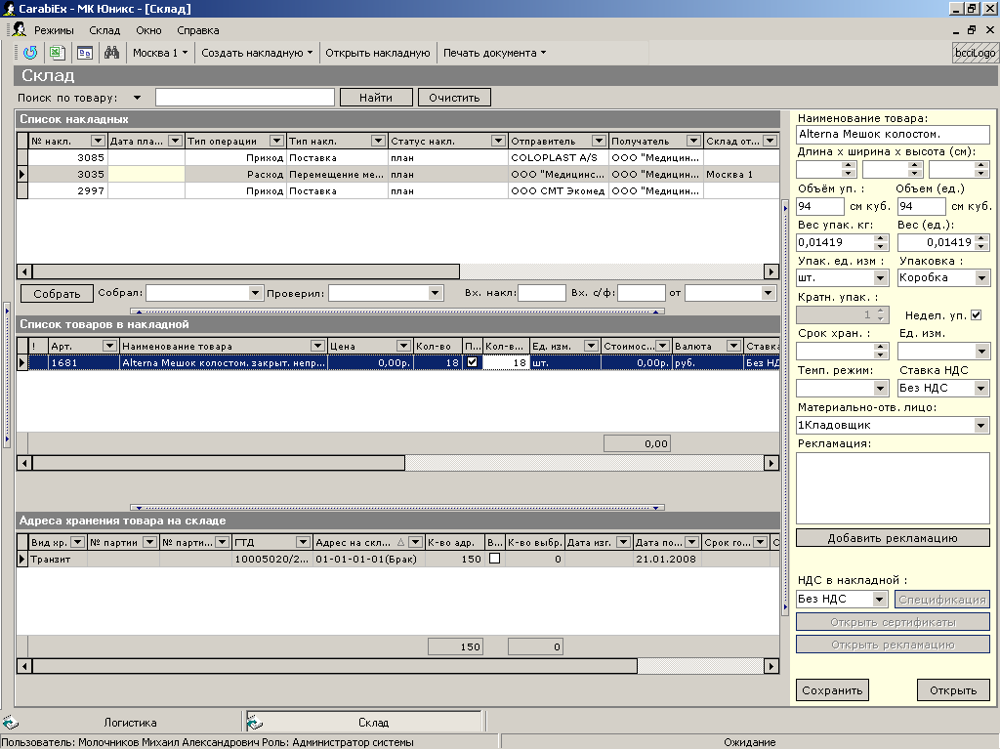 CarabiEx - МК Юникс - [Склад]
Режимы Склад Окно Справка
Москва 1 Создать накладную Открыть накладную Печать документа bcciLogo
Склад
Поиск по товару: Найти Очистить
Список накладных
№ накл. Дата пла... Тип операции Тип накл. Статус накл. Отправитель Получатель Склад от...
3085 Приход Поставка план COLOPLAST A/S ООО "Медицин...
3035 Расход Перемещение ме... план ООО "Медицинс... ООО "Медицин... Москва 1
2997 Приход Поставка план ООО СМТ Экомед ООО "Медицин...
Собрать Собрал: Проверил: Вх. накл: Вх. с/ф: от
Список товаров в накладной
! Арт. Наименование товара Цена Кол-во П... Кол-в... Ед. изм. Стоимос... Валюта Ставка
1681 Alterna Мешок колостом. закрыт. непр... 0,00р. 18 18 шт. 0,00р. руб. Без НД
0,00
Адреса хранения товара на складе
Вид хр. № партии № парти... ГТД Адрес на скл... К-во адр. В... К-во выбр. Дата изг. Дата по... Срок го... С
Транзит 10005020/2... 01-01-01-01(Брак) 150 0 21.01.2008
150 0
Наименование товара:
Alterna Мешок колостом.
Длина х ширина х высота (см):
Объём уп. : Объем (ед.)
94 см куб. 94 см куб.
Вес упак. кг: Вес (ед.):
0,01419 0,01419
Упак. ед. изм : Упаковка :
шт. Коробка
Кратн. упак. :
1 Недел. уп.
Срок хран. : Ед. изм.
Темп. режим: Ставка НДС
Без НДС
Материально-отв. лицо:
1Кладовщик
Рекламация:
Добавить рекламацию
НДС в накладной :
Без НДС Спецификация
Открыть сертификаты
Открыть рекламацию
Сохранить Открыть
Логистика Склад
Пользователь: Молочников Михаил Александрович Роль: Администратор системы Ожидание